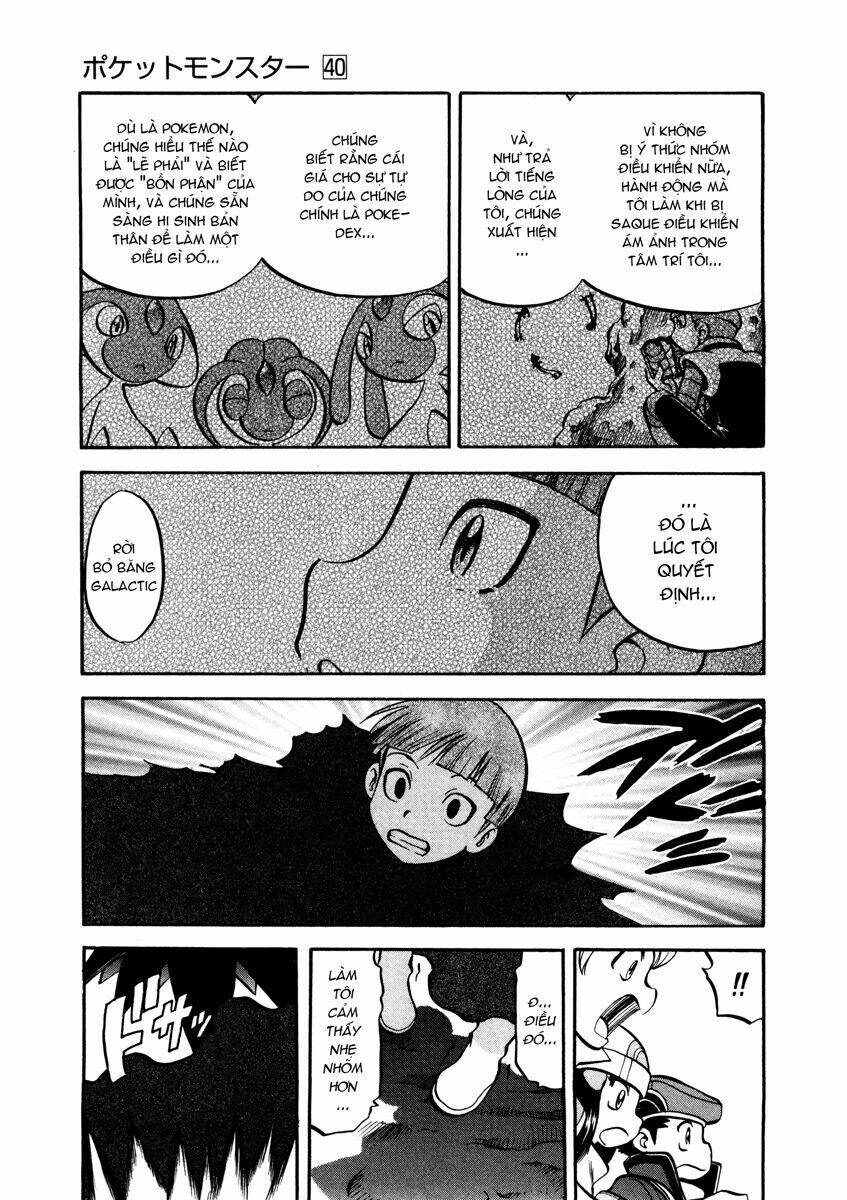 ポケットモンスター 40
VÌ KHÔNG
BỊ Ý THỨC NHÓM
ĐIỀU KHIỂN NỮA,
HÀNH ĐỘNG MÀ
TÔI LÀM KHI BỊ
SAQUE ĐIỀU KHIỂN
ÁM ẢNH TRONG
TÂM TRÍ TÔI...
VÀ,
NHƯ TRẢ
LỜI TIẾNG
LÒNG CỦA
TÔI, CHÚNG
XUẤT HIỆN
...
CHÚNG
BIẾT RẰNG CÁI
GIÁ CHO SỰ TỰ
DO CỦA CHÚNG
CHÍNH LÀ POKE-
DEX...
DÙ LÀ POKEMON,
CHÚNG HIỂU THẾ NÀO
LÀ "LẼ PHẢI" VÀ BIẾT
ĐƯỢC "BỔN PHẬN" CỦA
MÌNH, VÀ CHÚNG SẴN
SÀNG HI SINH BẢN
THÂN ĐỂ LÀM MỘT
ĐIỀU GÌ ĐÓ...
...
ĐÓ LÀ
LÚC TÔI
QUYẾT
ĐỊNH...
RỜI
BỎ BĂNG
GALACTIC
!!
Đ...
ĐIỀU
ĐÓ...
LÀM
TÔI
CẢM
THẤY
NHẸ
NHÕM
HƠN
...
ドサッ